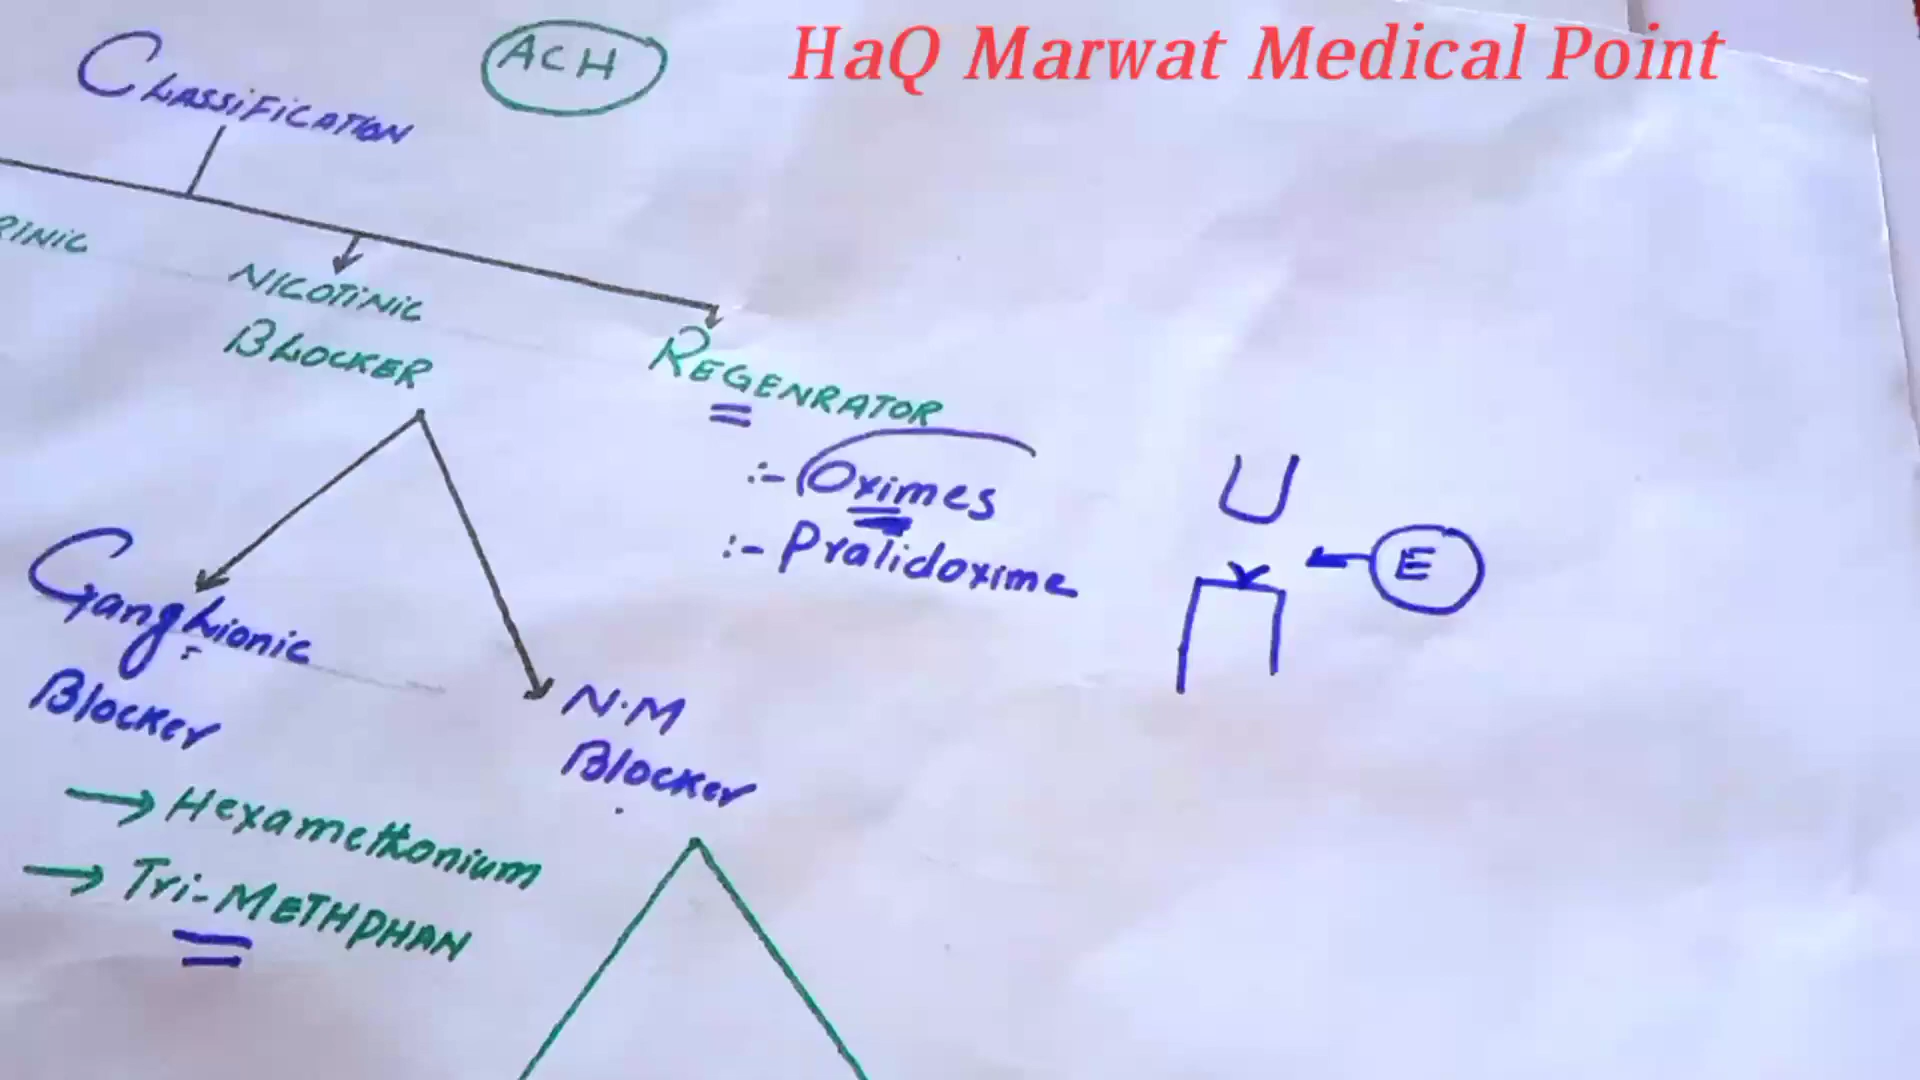 HaQ Marwat Medical Point
ACH
CLASSiFiCATiON
RiNiC
NiCOTiNiC
BLOCKER
REGENRATOR
:- Oximes
:- Pralidoxime
E
GangLionic
Blocker
N.M
Blocker
→ Hexamethonium
→ Tri-METHPHAN